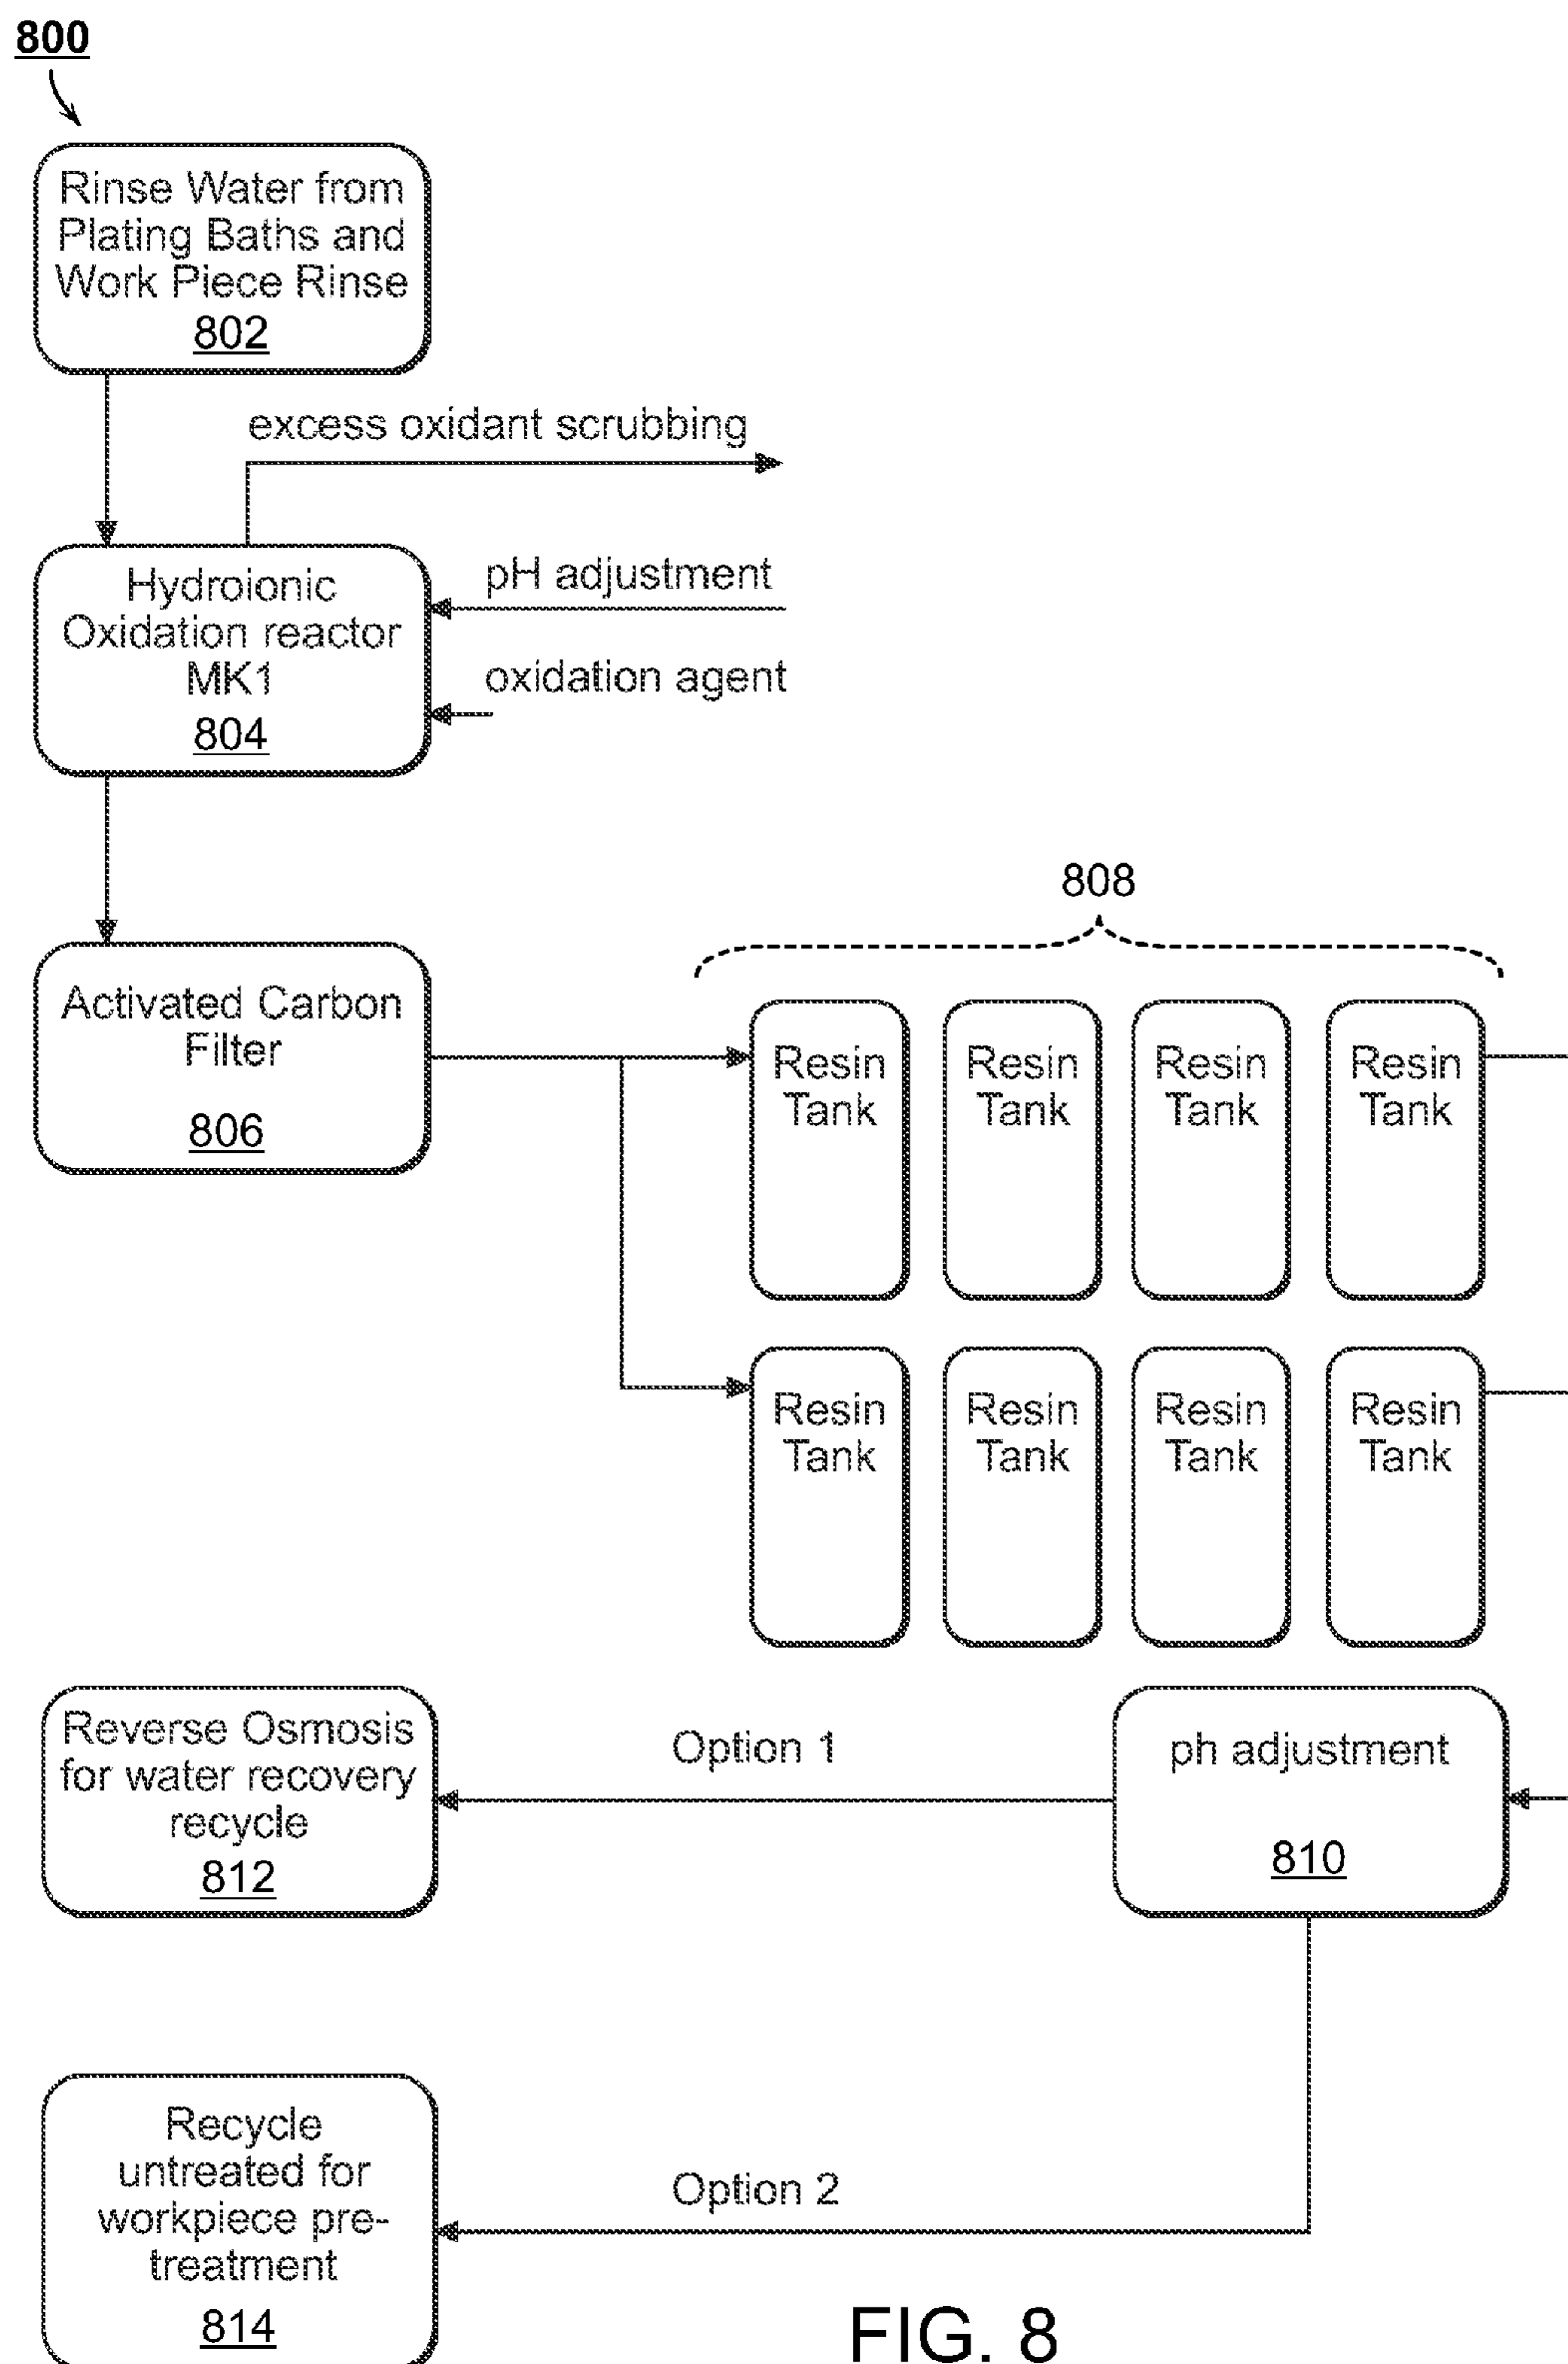 800
Rinse Water from
Plating Baths and
Work Piece Rinse
802
excess oxidant scrubbing
Hydroionic
Oxidation reactor
MK1
804
pH adjustment
oxidation agent
808
Activated Carbon
Filter
806
Resin
Tank
Resin
Tank
Resin
Tank
Resin
Tank
Resin
Tank
Resin
Tank
Resin
Tank
Resin
Tank
Reverse Osmosis
for water recovery
recycle
812
Option 1
ph adjustment
810
Recycle
untreated for
workpiece pre-
treatment
814
Option 2
FIG. 8